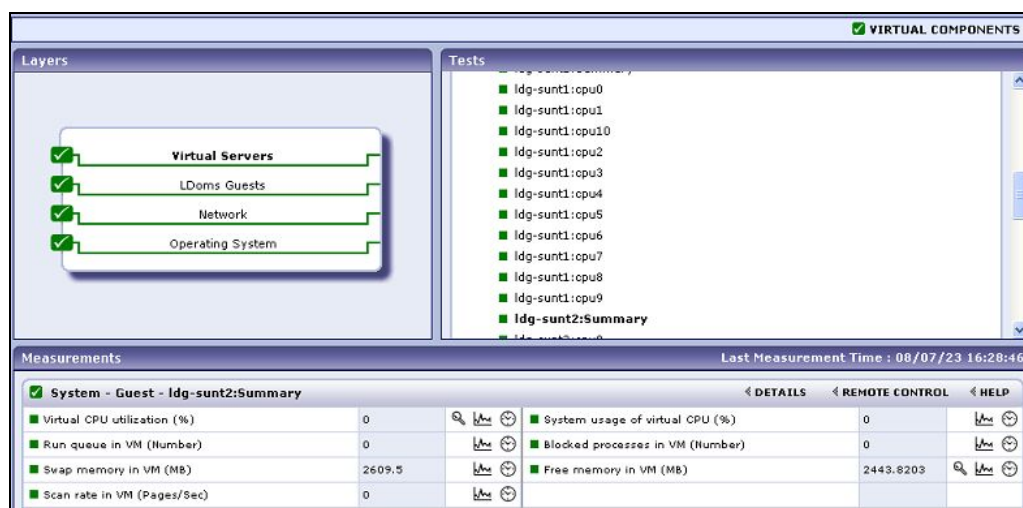 VIRTUAL COMPONENTS
Layers
Virtual Servers
LDoms Guests
Network
Operating System
Tests
ldg-sunt1:cpu0
ldg-sunt1:cpu1
ldg-sunt1:cpu10
ldg-sunt1:cpu2
ldg-sunt1:cpu3
ldg-sunt1:cpu4
ldg-sunt1:cpu5
ldg-sunt1:cpu6
ldg-sunt1:cpu7
ldg-sunt1:cpu8
ldg-sunt1:cpu9
ldg-sunt2:Summary
Measurements Last Measurement Time : 08/07/23 16:28:46
System - Guest - ldg-sunt2:Summary DETAILS REMOTE CONTROL HELP
Virtual CPU utilization (%) 0 System usage of virtual CPU (%) 0
Run queue in VM (Number) 0 Blocked processes in VM (Number) 0
Swap memory in VM (MB) 2609.5 Free memory in VM (MB) 2443.8203
Scan rate in VM (Pages/Sec) 0